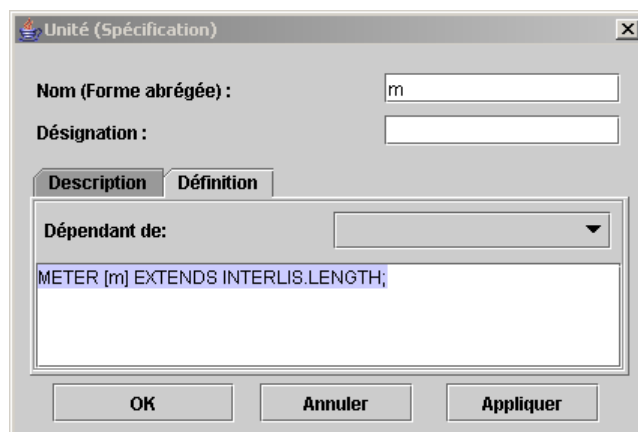 Unité (Spécification)
Nom (Forme abrégée) : m
Désignation :
Description Définition
Dépendant de:
METER [m] EXTENDS INTERLIS.LENGTH;
OK Annuler Appliquer